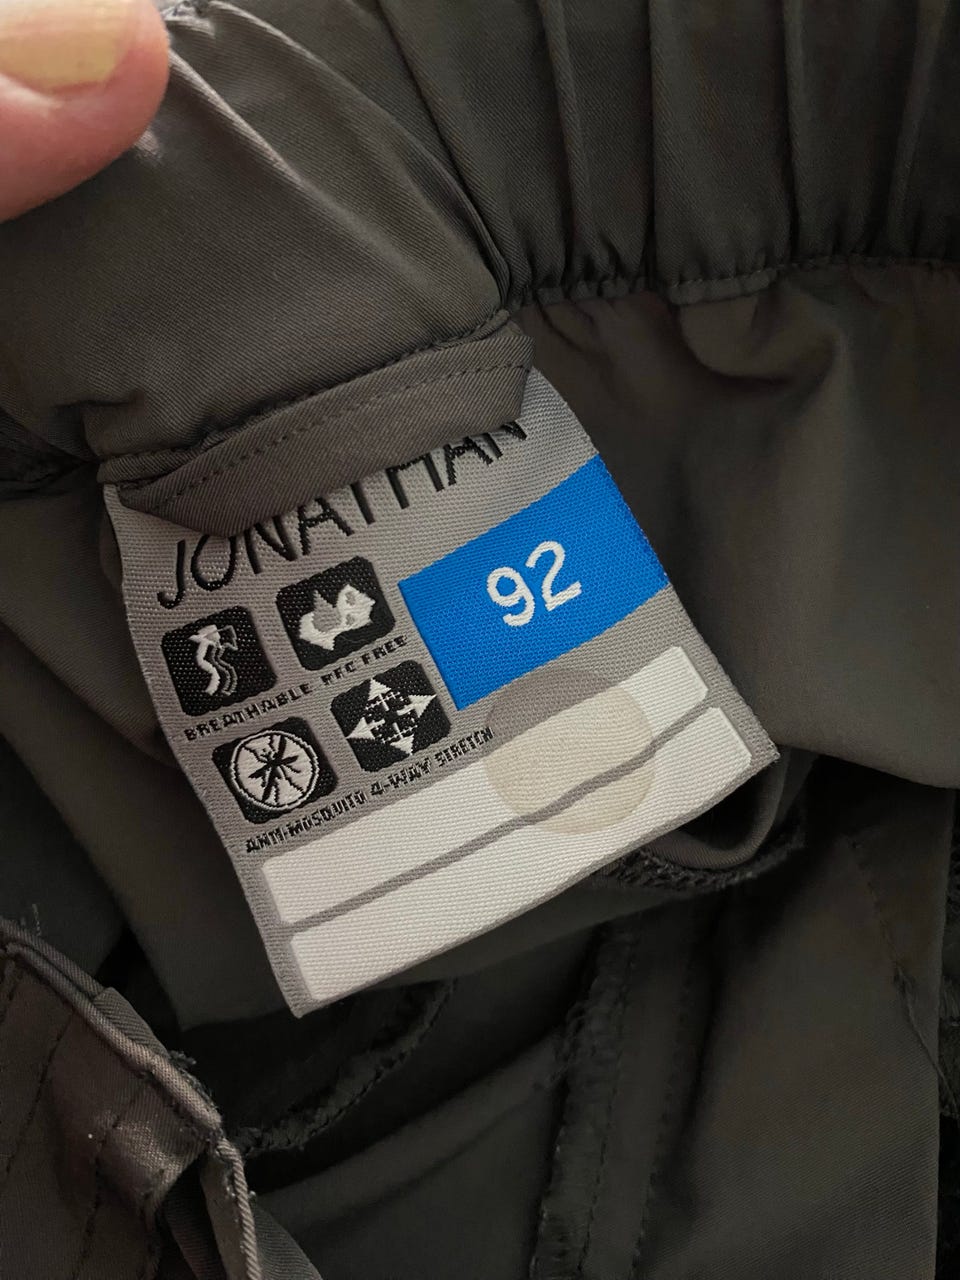 JONATHAN
92
BREATHABLE PFC FREE
ANTI-MOSQUITO 4-WAY STRETCH